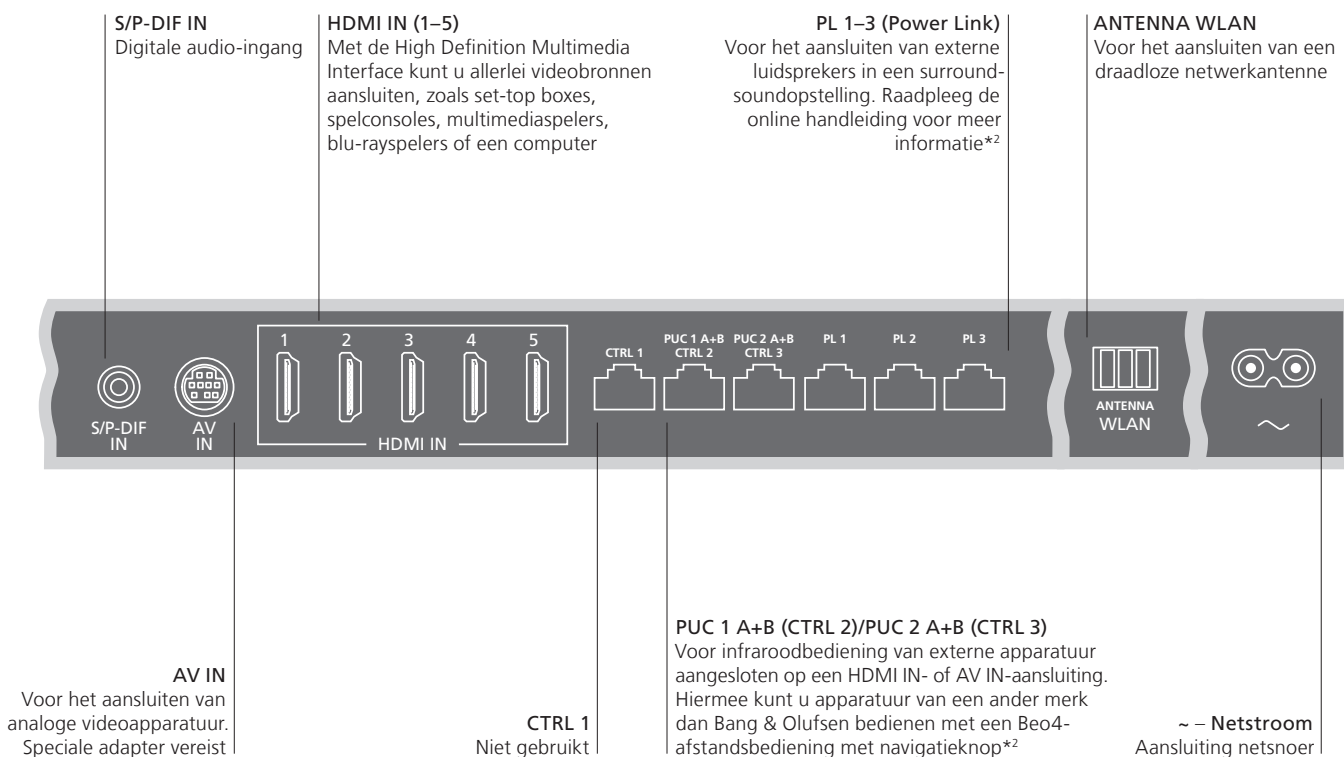 S/P-DIF IN
Digitale audio-ingang
HDMI IN (1–5)
Met de High Definition Multimedia
Interface kunt u allerlei videobronnen
aansluiten, zoals set-top boxes,
spelconsoles, multimediaspelers,
blu-rayspelers of een computer
PL 1–3 (Power Link)
Voor het aansluiten van externe
luidsprekers in een surround-
soundopstelling. Raadpleeg de
online handleiding voor meer
informatie*2
ANTENNA WLAN
Voor het aansluiten van een
draadloze netwerkantenne
S/P-DIF
IN
AV
IN
1 2 3 4 5
HDMI IN
CTRL 1
PUC 1 A+B
CTRL 2
PUC 2 A+B
CTRL 3
PL 1
PL 2
PL 3
ANTENNA
WLAN
~
AV IN
Voor het aansluiten van
analoge videoapparatuur.
Speciale adapter vereist
CTRL 1
Niet gebruikt
PUC 1 A+B (CTRL 2)/PUC 2 A+B (CTRL 3)
Voor infraroodbediening van externe apparatuur
aangesloten op een HDMI IN- of AV IN-aansluiting.
Hiermee kunt u apparatuur van een ander merk
dan Bang & Olufsen bedienen met een Beo4-
afstandsbediening met navigatieknop*2
~ – Netstroom
Aansluiting netsnoer